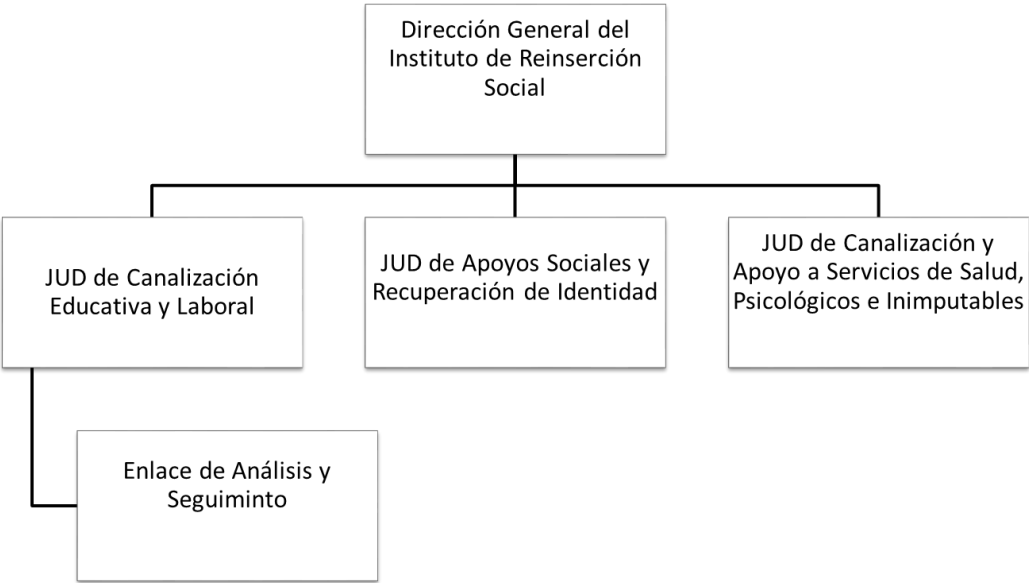 Dirección General del
Instituto de Reinserción
Social
JUD de Canalización
Educativa y Laboral
JUD de Apoyos Sociales y
Recuperación de Identidad
JUD de Canalización y
Apoyo a Servicios de Salud,
Psicológicos e Inimputables
Enlace de Análisis y
Seguiminto